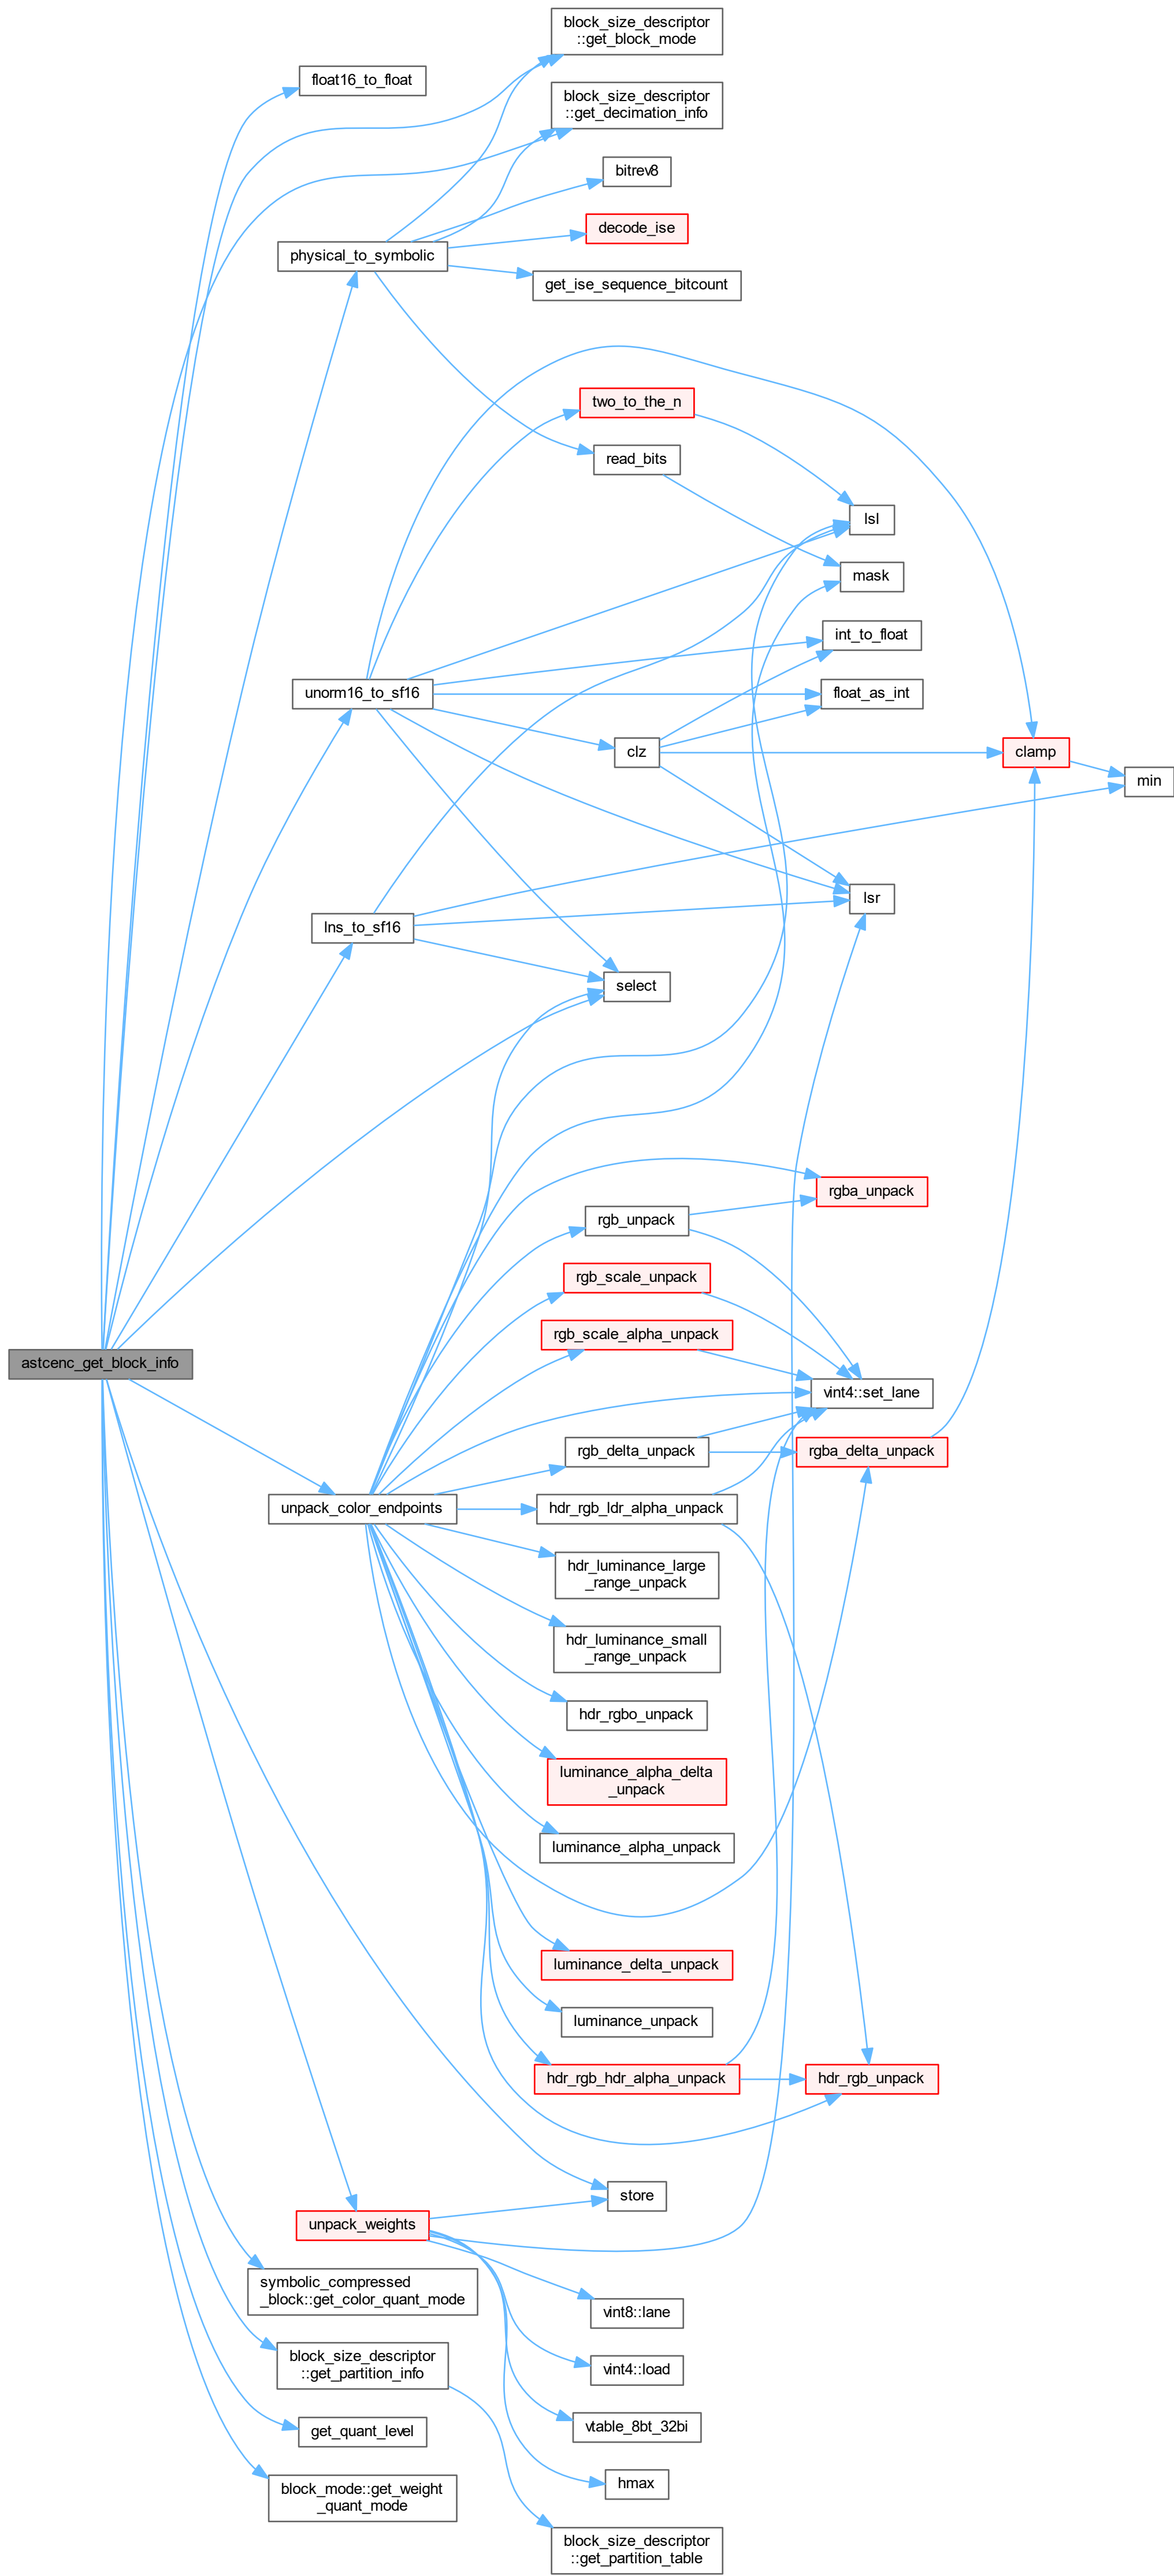 block_size_descriptor
::get_block_mode
float16_to_float
block_size_descriptor
::get_decimation_info
bitrev8
decode_ise
physical_to_symbolic
get_ise_sequence_bitcount
two_to_the_n
read_bits
lsl
mask
int_to_float
unorm16_to_sf16
float_as_int
clz
clamp
min
lsr
lns_to_sf16
select
rgba_unpack
rgb_unpack
rgb_scale_unpack
rgb_scale_alpha_unpack
astcenc_get_block_info
vint4::set_lane
rgb_delta_unpack
rgba_delta_unpack
unpack_color_endpoints
hdr_rgb_ldr_alpha_unpack
hdr_luminance_large
_range_unpack
hdr_luminance_small
_range_unpack
hdr_rgbo_unpack
luminance_alpha_delta
_unpack
luminance_alpha_unpack
luminance_delta_unpack
luminance_unpack
hdr_rgb_hdr_alpha_unpack
hdr_rgb_unpack
store
unpack_weights
symbolic_compressed
_block::get_color_quant_mode
vint8::lane
block_size_descriptor
::get_partition_info
vint4::load
get_quant_level
vtable_8bt_32bi
block_mode::get_weight
_quant_mode
hmax
block_size_descriptor
::get_partition_table